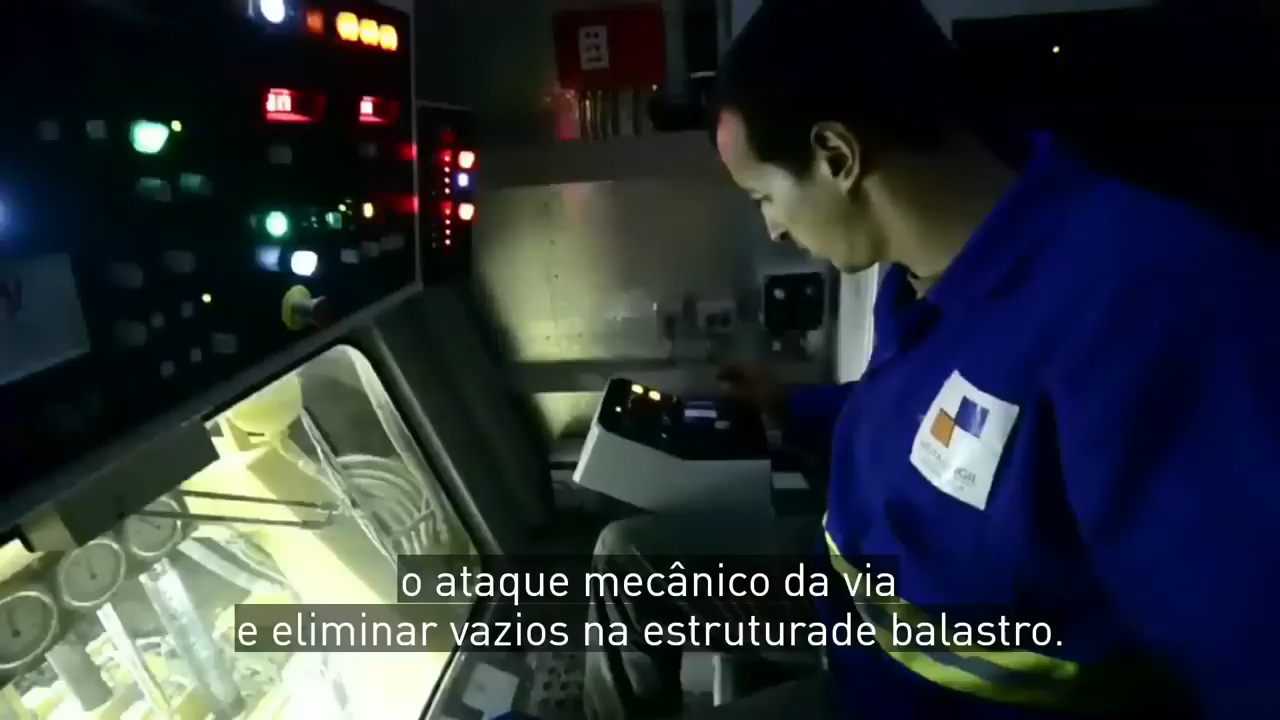 o ataque mecânico da via
e eliminar vazios na estruturade balastro.